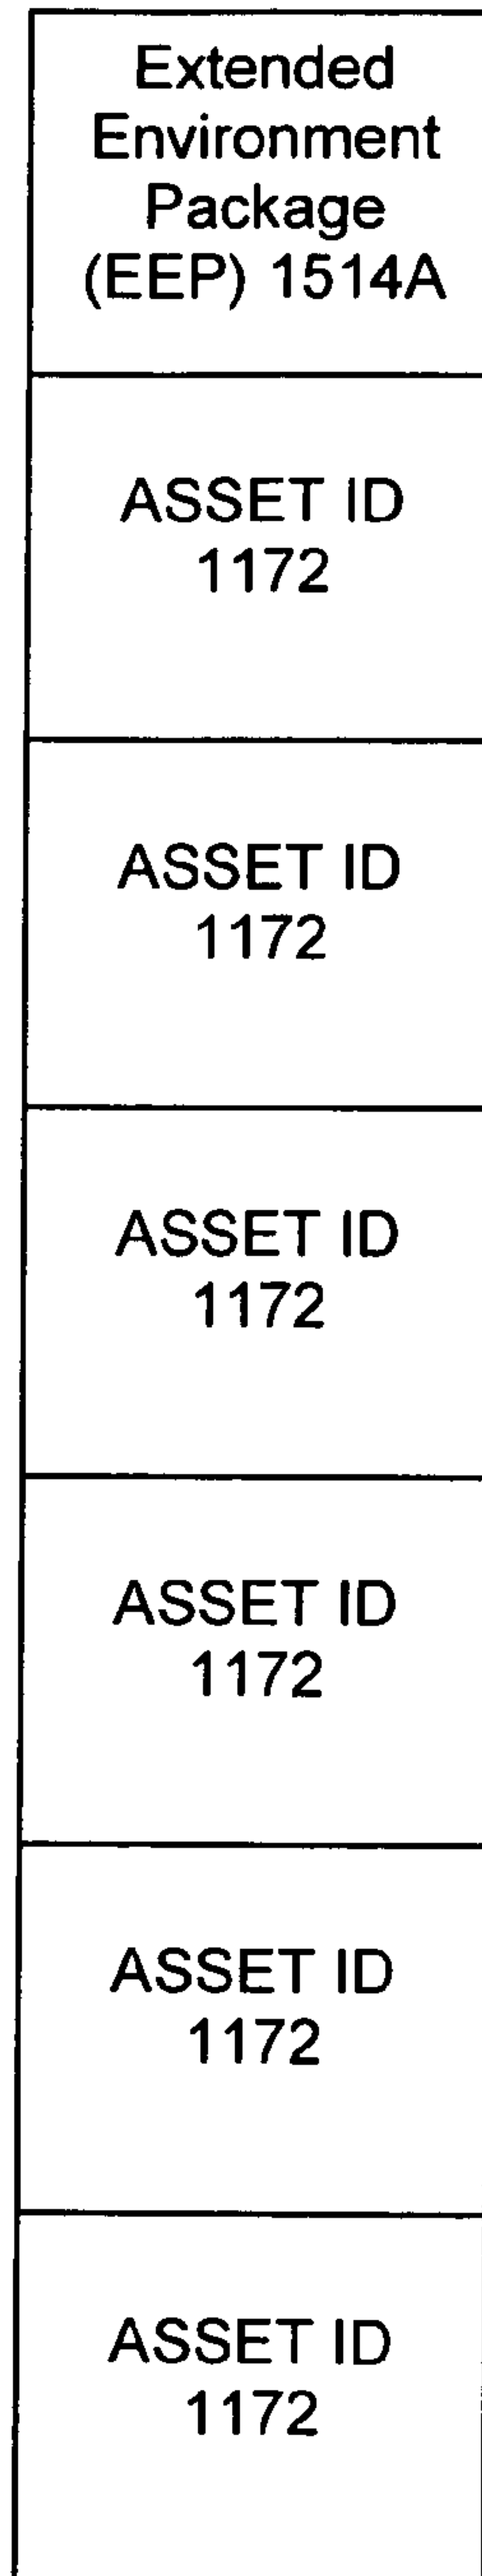 Extended
Environment
Package
(EEP) 1514A
ASSET ID
1172
ASSET ID
1172
ASSET ID
1172
ASSET ID
1172
ASSET ID
1172
ASSET ID
1172